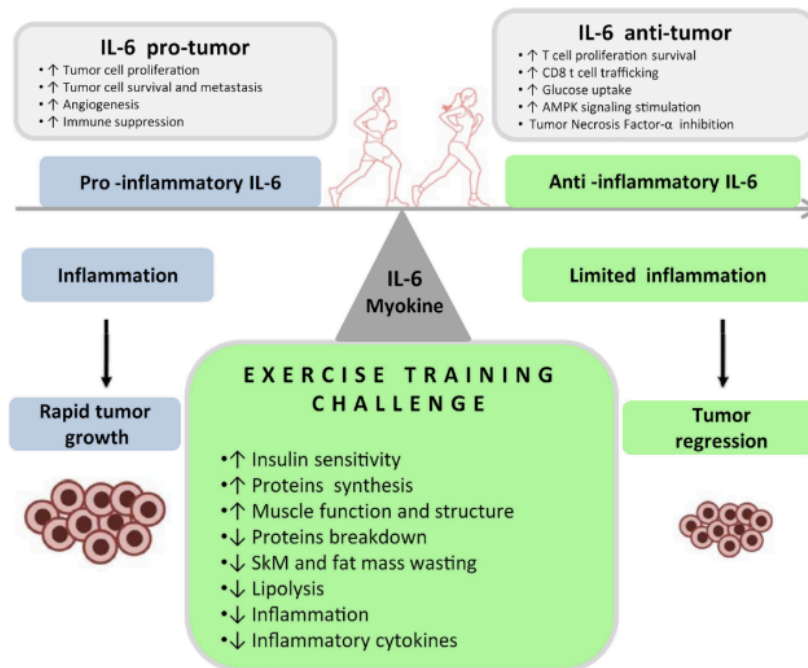 IL-6 pro-tumor
• ↑ Tumor cell proliferation
• ↑ Tumor cell survival and metastasis
• ↑ Angiogenesis
• ↑ Immune suppression
IL-6 anti-tumor
• ↑ T cell proliferation survival
• ↑ CD8 t cell trafficking
• ↑ Glucose uptake
• ↑ AMPK signaling stimulation
• Tumor Necrosis Factor-α inhibition
Pro -inflammatory IL-6
Anti -inflammatory IL-6
Inflammation
IL-6
Myokine
Limited inflammation
Rapid tumor
growth
EXERCISE TRAINING
CHALLENGE
•↑ Insulin sensitivity
•↑ Proteins synthesis
•↑ Muscle function and structure
•↓ Proteins breakdown
•↓ SkM and fat mass wasting
•↓ Lipolysis
•↓ Inflammation
•↓ Inflammatory cytokines
Tumor
regression